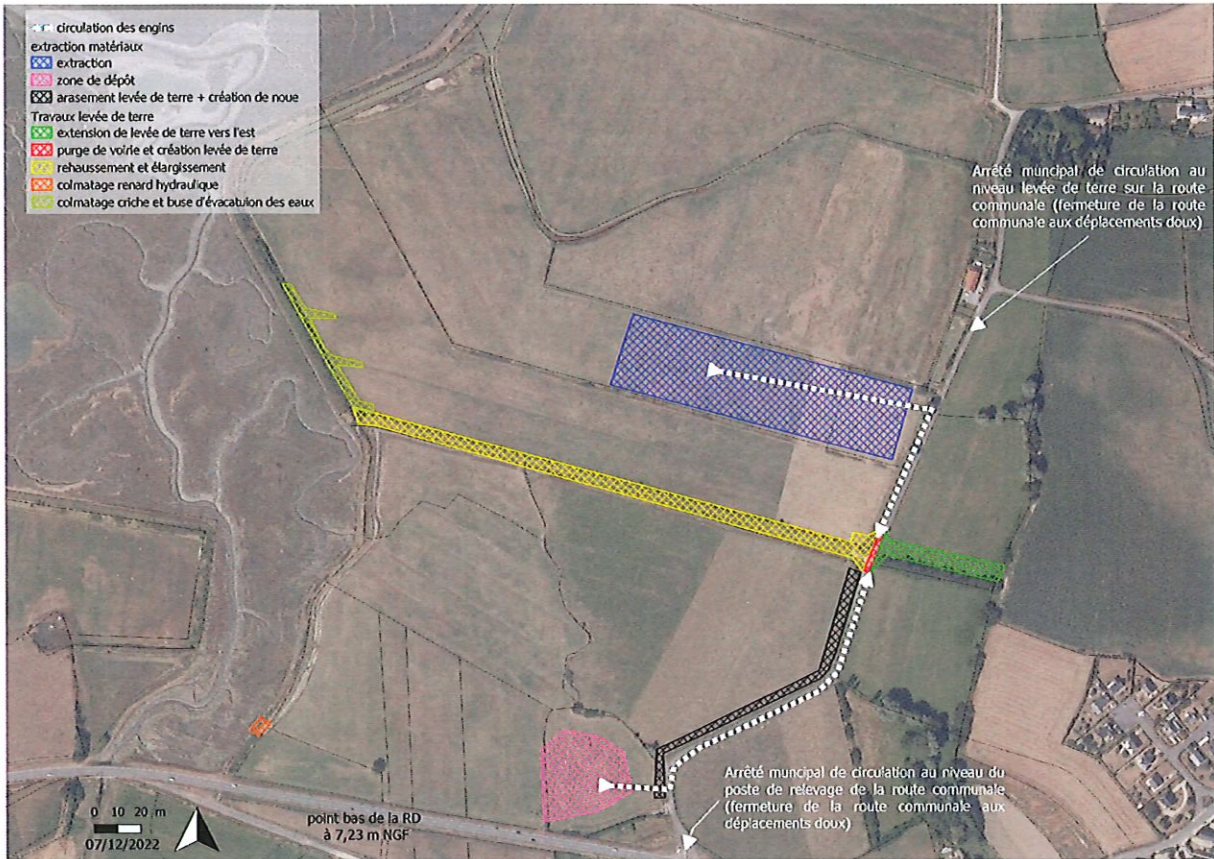 circulation des engins
extraction matériaux
extraction
zone de dépôt
arasement levée de terre + création de noue
Travaux levée de terre
extension de levée de terre vers l'est
purge de voirie et création levée de terre
rehaussement et élargissement
colmatage renard hydraulique
colmatage criche et buse d'évacatuion des eaux
Arrêté muncipal de circulation au
niveau levée de terre sur la route
communale (fermeture de la route
communale aux déplacements doux)
Arrêté muncipal de circulation au niveau du
poste de relevage de la route communale
(fermeture de la route communale aux
déplacements doux)
point bas de la RD
à 7,23 m NGF
0 10 20 m
07/12/2022